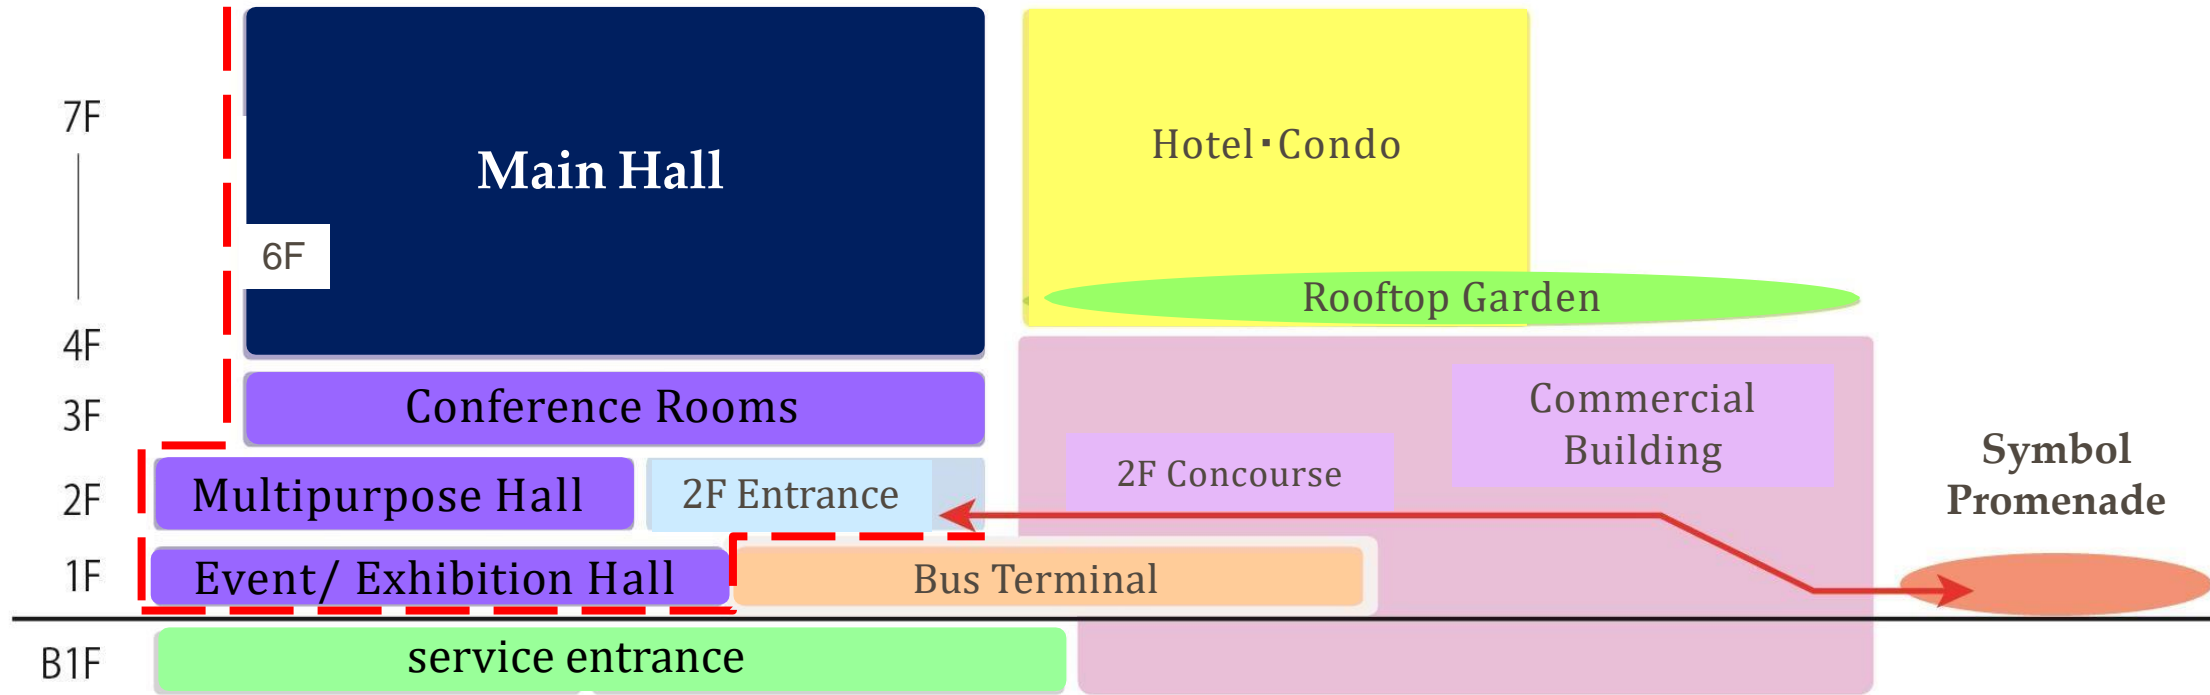 7F
Main Hall
Hotel・Condo
6F
Rooftop Garden
4F
3F
Conference Rooms
Commercial
Building
2F
Multipurpose Hall
2F Entrance
2F Concourse
Symbol
Promenade
1F
Event/ Exhibition Hall
Bus Terminal
B1F
service entrance